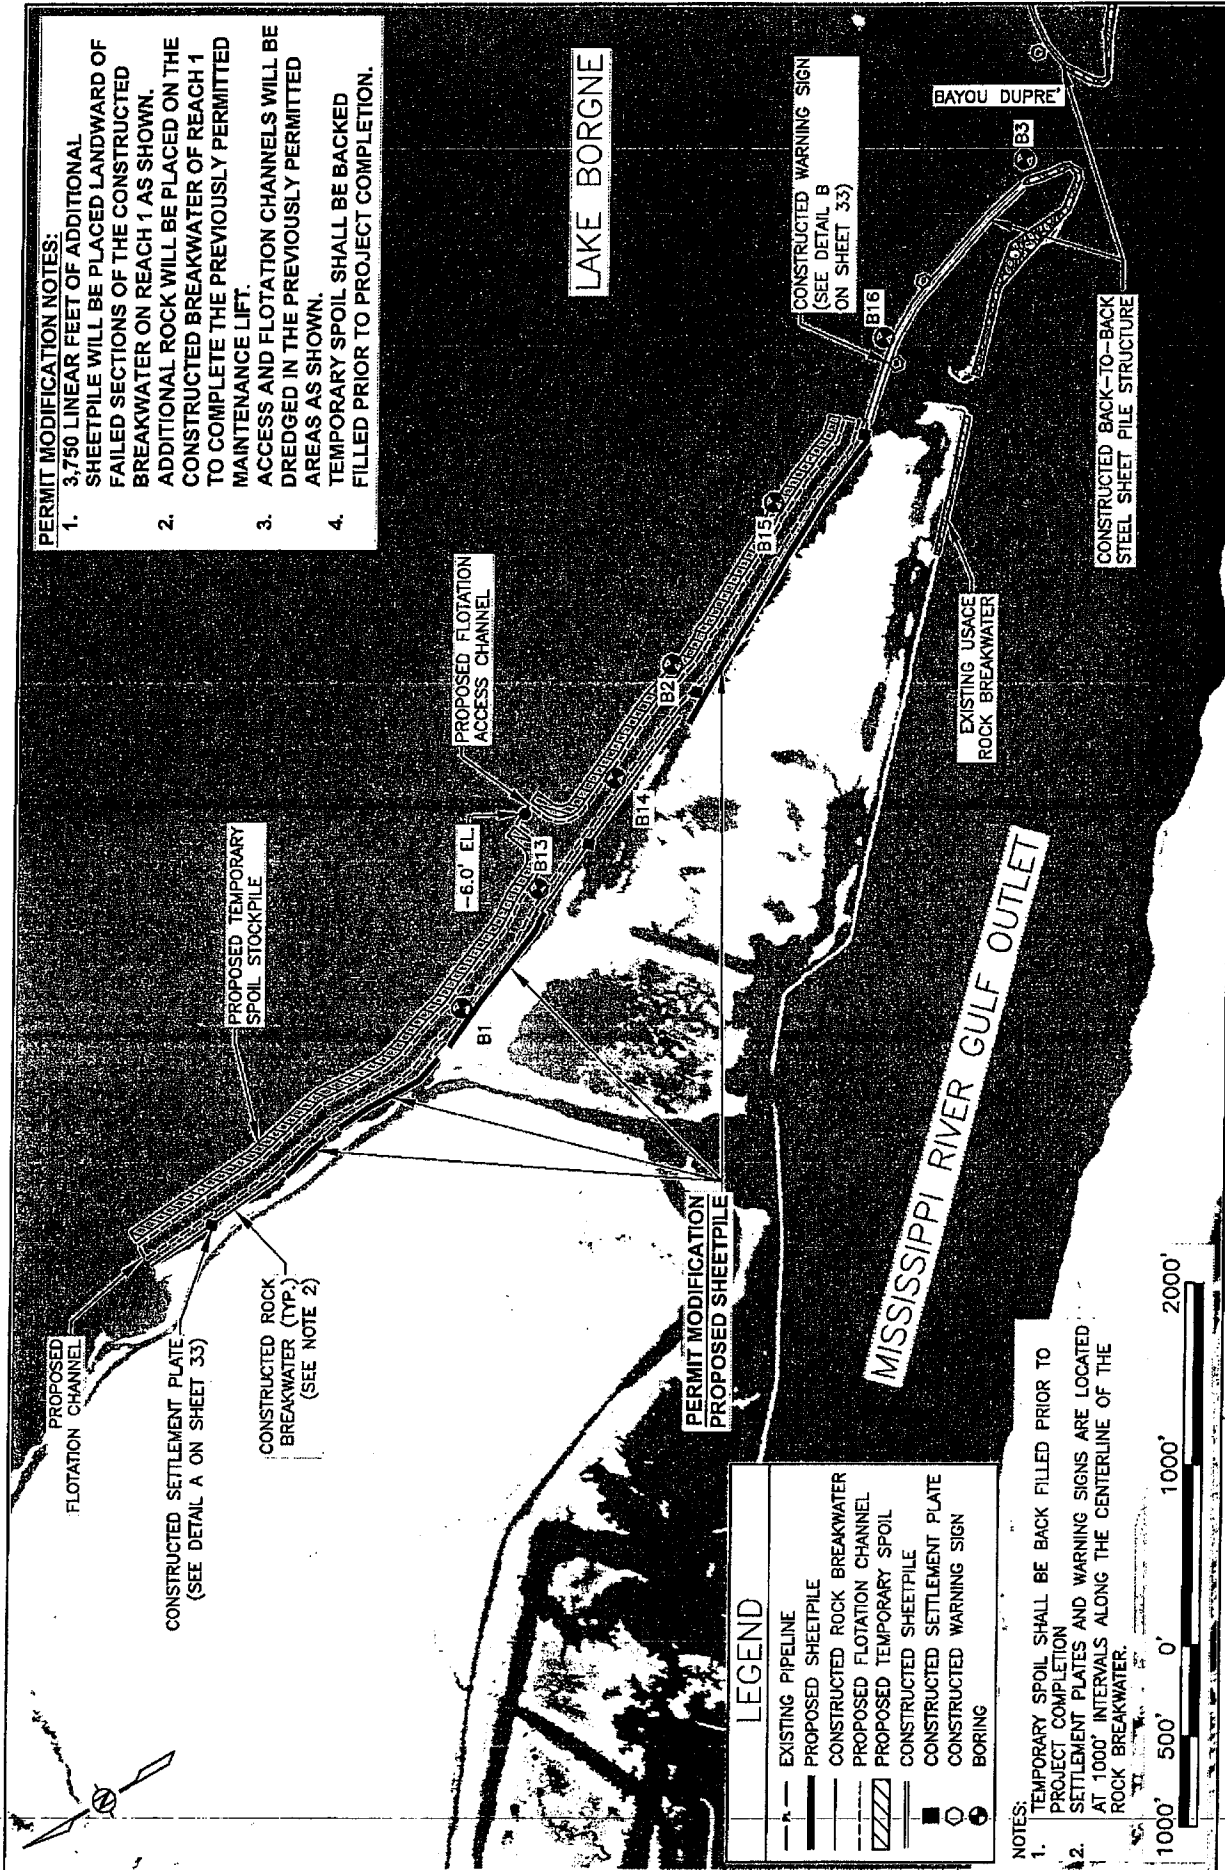 PERMIT MODIFICATION NOTES:
1. 3,750 LINEAR FEET OF ADDITIONAL
SHEETPILE WILL BE PLACED LANDWARD OF
FAILED SECTIONS OF THE CONSTRUCTED
BREAKWATER ON REACH 1 AS SHOWN.
2. ADDITIONAL ROCK WILL BE PLACED ON THE
CONSTRUCTED BREAKWATER OF REACH 1
TO COMPLETE THE PREVIOUSLY PERMITTED
MAINTENANCE LIFT.
3. ACCESS AND FLOTATION CHANNELS WILL BE
DREDGED IN THE PREVIOUSLY PERMITTED
AREAS AS SHOWN.
4. TEMPORARY SPOIL SHALL BE BACKED
FILLED PRIOR TO PROJECT COMPLETION.
LAKE BORGNE
PROPOSED
FLOTATION CHANNEL
CONSTRUCTED SETTLEMENT PLATE
(SEE DETAIL A ON SHEET 33)
CONSTRUCTED ROCK
BREAKWATER (TYP.)
(SEE NOTE 2)
PROPOSED TEMPORARY
SPOIL STOCKPILE
-6.0' EL.
PROPOSED FLOTATION
ACCESS CHANNEL
B1
B13
B14
B2
B15
B16
B3
CONSTRUCTED WARNING SIGN
(SEE DETAIL B
ON SHEET 33)
BAYOU DUPRE'
PERMIT MODIFICATION
PROPOSED SHEETPILE
EXISTING USACE
ROCK BREAKWATER
CONSTRUCTED BACK-TO-BACK
STEEL SHEET PILE STRUCTURE
MISSISSIPPI RIVER GULF OUTLET
N
LEGEND
PL EXISTING PIPELINE
PROPOSED SHEETPILE
CONSTRUCTED ROCK BREAKWATER
PROPOSED FLOTATION CHANNEL
PROPOSED TEMPORARY SPOIL
CONSTRUCTED SHEETPILE
CONSTRUCTED SETTLEMENT PLATE
CONSTRUCTED WARNING SIGN
BORING
NOTES:
1. TEMPORARY SPOIL SHALL BE BACK FILLED PRIOR TO
PROJECT COMPLETION
2. SETTLEMENT PLATES AND WARNING SIGNS ARE LOCATED
AT 1000' INTERVALS ALONG THE CENTERLINE OF THE
ROCK BREAKWATER.
1000' 500' 0' 1000' 2000'